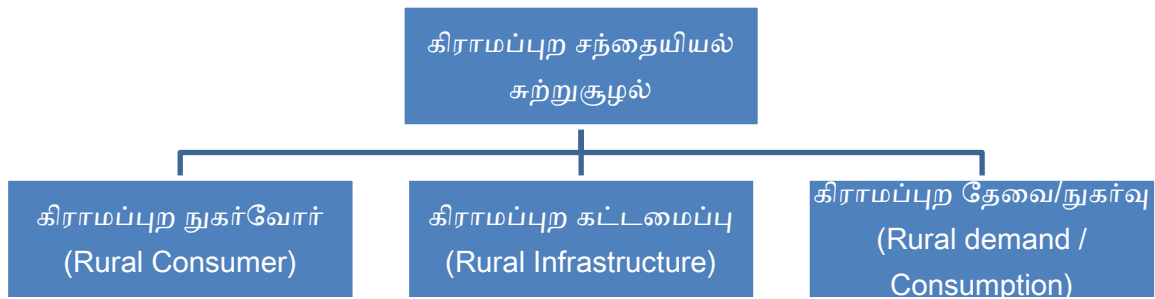 கிராமப்புற சந்தையியல்
சுற்றுசூழல்
கிராமப்புற நுகர்வோர்
(Rural Consumer)
கிராமப்புற கட்டமைப்பு
(Rural Infrastructure)
கிராமப்புற தேவை/நுகர்வு
(Rural demand /
Consumption)